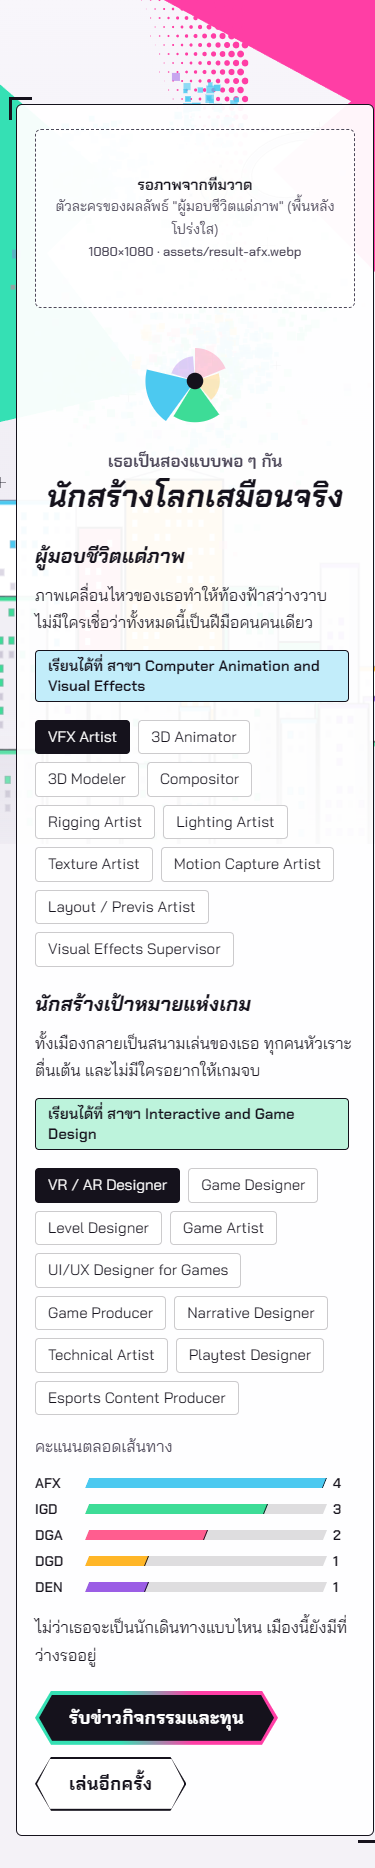 รอภาพจากทีมวาด
ตัวละครของผลลัพธ์ "ผู้มอบชีวิตแด่ภาพ" (พื้นหลัง
โปร่งใส)
1080×1080 · assets/result-afx.webp
เธอเป็นสองแบบพอ ๆ กัน
นักสร้างโลกเสมือนจริง
ผู้มอบชีวิตแด่ภาพ
ภาพเคลื่อนไหวของเธอทำให้ท้องฟ้าสว่างวาบ
ไม่มีใครเชื่อว่าทั้งหมดนี้เป็นฝีมือคนคนเดียว
เรียนได้ที่ สาขา Computer Animation and
Visual Effects
VFX Artist
3D Animator
3D Modeler
Compositor
Rigging Artist
Lighting Artist
Texture Artist
Motion Capture Artist
Layout / Previs Artist
Visual Effects Supervisor
นักสร้างเป้าหมายแห่งเกม
ทั้งเมืองกลายเป็นสนามเล่นของเธอ ทุกคนหัวเราะ
ตื่นเต้น และไม่มีใครอยากให้เกมจบ
เรียนได้ที่ สาขา Interactive and Game
Design
VR / AR Designer
Game Designer
Level Designer
Game Artist
UI/UX Designer for Games
Game Producer
Narrative Designer
Technical Artist
Playtest Designer
Esports Content Producer
คะแนนตลอดเส้นทาง
AFX 4
IGD 3
DGA 2
DGD 1
DEN 1
ไม่ว่าเธอจะเป็นนักเดินทางแบบไหน เมืองนี้ยังมีที่
ว่างรออยู่
รับข่าวกิจกรรมและทุน
เล่นอีกครั้ง